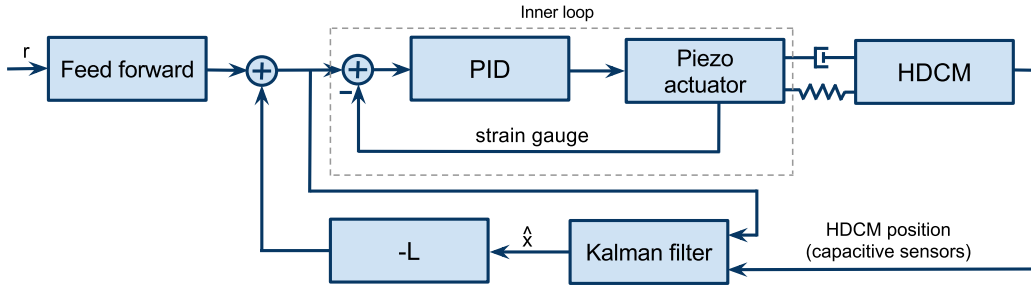 Inner loop
r
Feed forward
+
+
−
PID
Piezo
actuator
HDCM
strain gauge
-L
x̂
Kalman filter
HDCM position
(capacitive sensors)